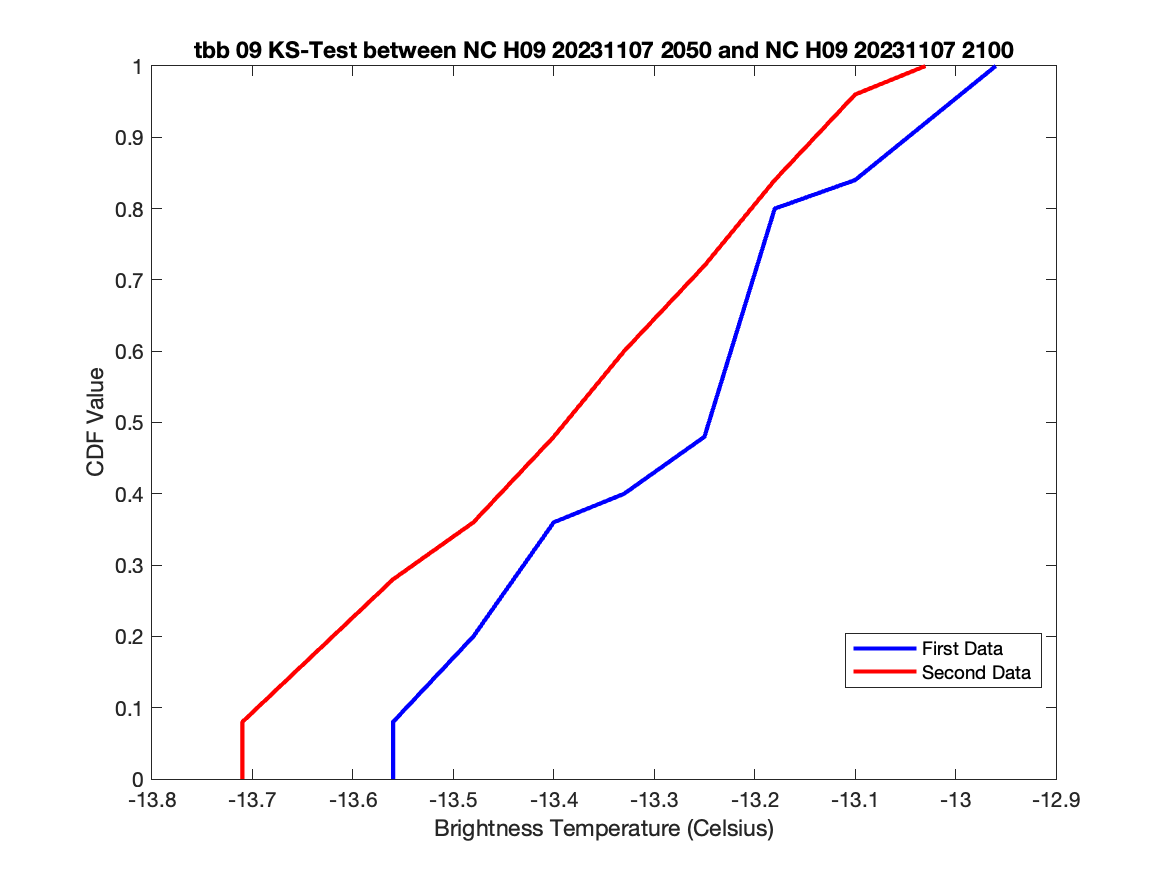 tbb 09 KS-Test between NC H09 20231107 2050 and NC H09 20231107 2100
1
0.9
0.8
0.7
0.6
0.5
0.4
0.3
0.2
0.1
0
CDF Value
First Data
Second Data
-13.8 -13.7 -13.6 -13.5 -13.4 -13.3 -13.2 -13.1 -13 -12.9
Brightness Temperature (Celsius)